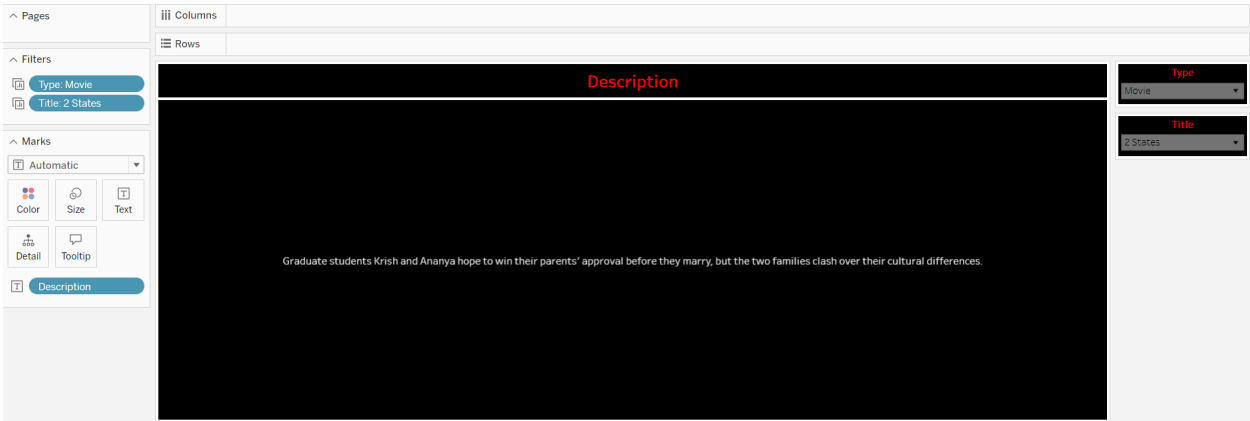 Pages
Columns
Rows
Filters
Type: Movie
Title: 2 States
Marks
Automatic
Color
Size
Text
Detail
Tooltip
Description
Description
Graduate students Krish and Ananya hope to win their parents' approval before they marry, but the two families clash over their cultural differences.
Type
Movie
Title
2 States